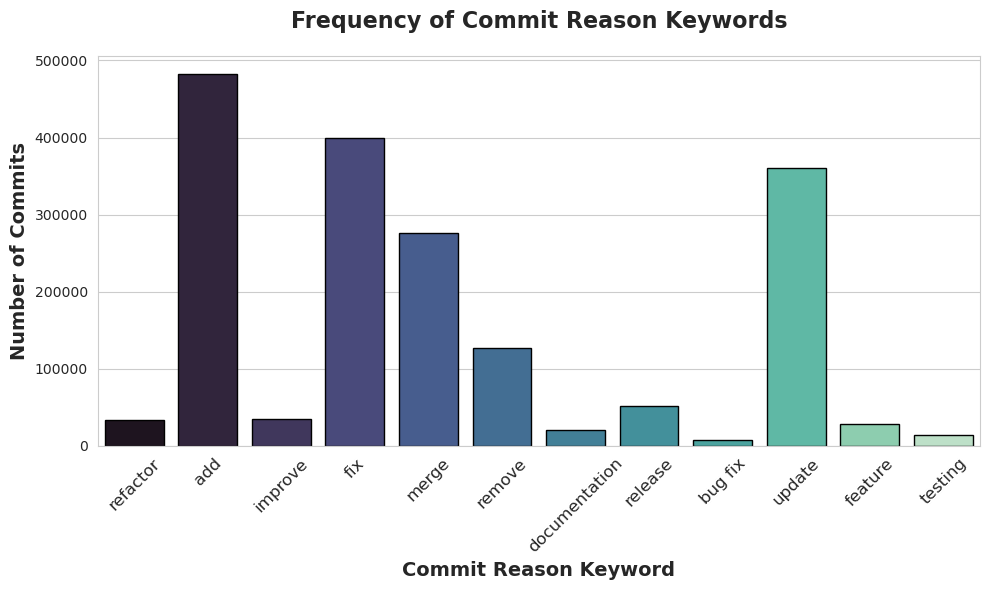 Frequency of Commit Reason Keywords
Number of Commits
500000
400000
300000
200000
100000
0
refactor
add
improve
fix
merge
remove
documentation
release
bug fix
update
feature
testing
Commit Reason Keyword